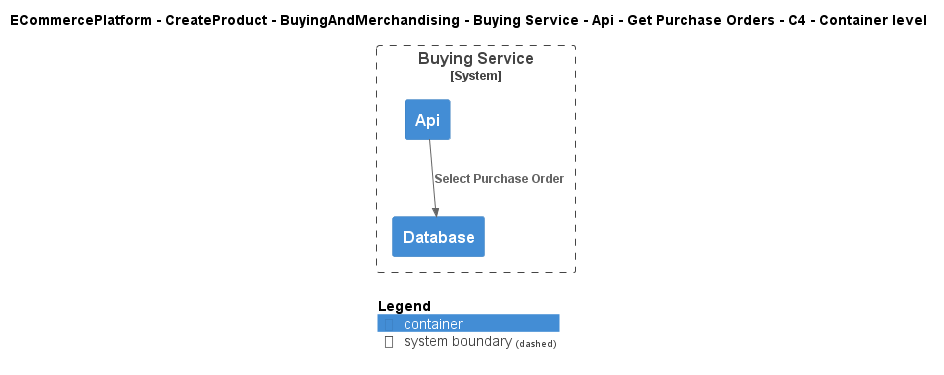 ECommercePlatform - CreateProduct - BuyingAndMerchandising - Buying Service - Api - Get Purchase Orders - C4 - Container level
Buying Service
[System]
Api
Select Purchase Order
Database
Legend
container
system boundary (dashed)